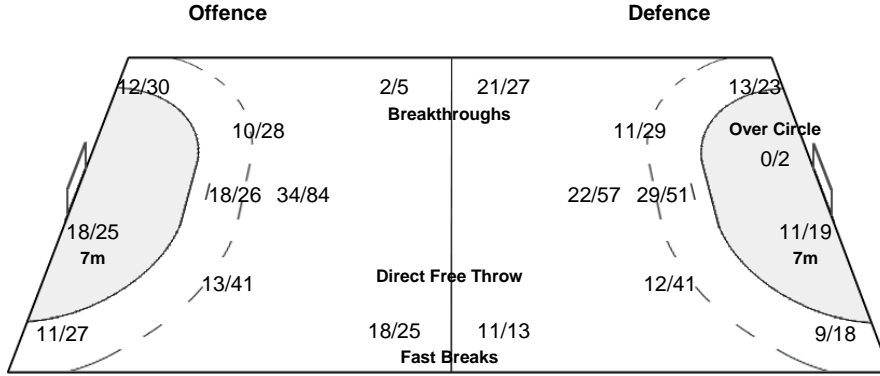 Offence Defence
12/30 2/5 21/27 13/23
Breakthroughs
10/28 11/29 Over Circle
0/2
18/26 34/84 22/57 29/51
18/25 11/19
7m 7m
Direct Free Throw
13/41 12/41
11/27 18/25 11/13 9/18
Fast Breaks